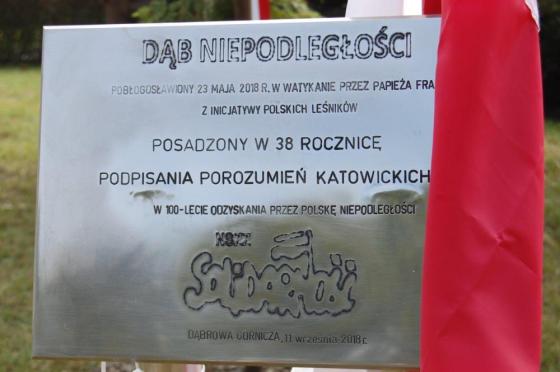 DĄB NIEPODLEGŁOŚCI
POBŁOGOSŁAWIONY 23 MAJA 2018 R. W WATYKANIE PRZEZ PAPIEŻA FRA
Z INICJATYWY POLSKICH LEŚNIKÓW
POSADZONY W 38 ROCZNICĘ
PODPISANIA POROZUMIEŃ KATOWICKICH
W 100-LECIE ODZYSKANIA PRZEZ POLSKĘ NIEPODLEGŁOŚCI
NSZZ
Solidarność
DĄBROWA GÓRNICZA, 11 września 2018 r.